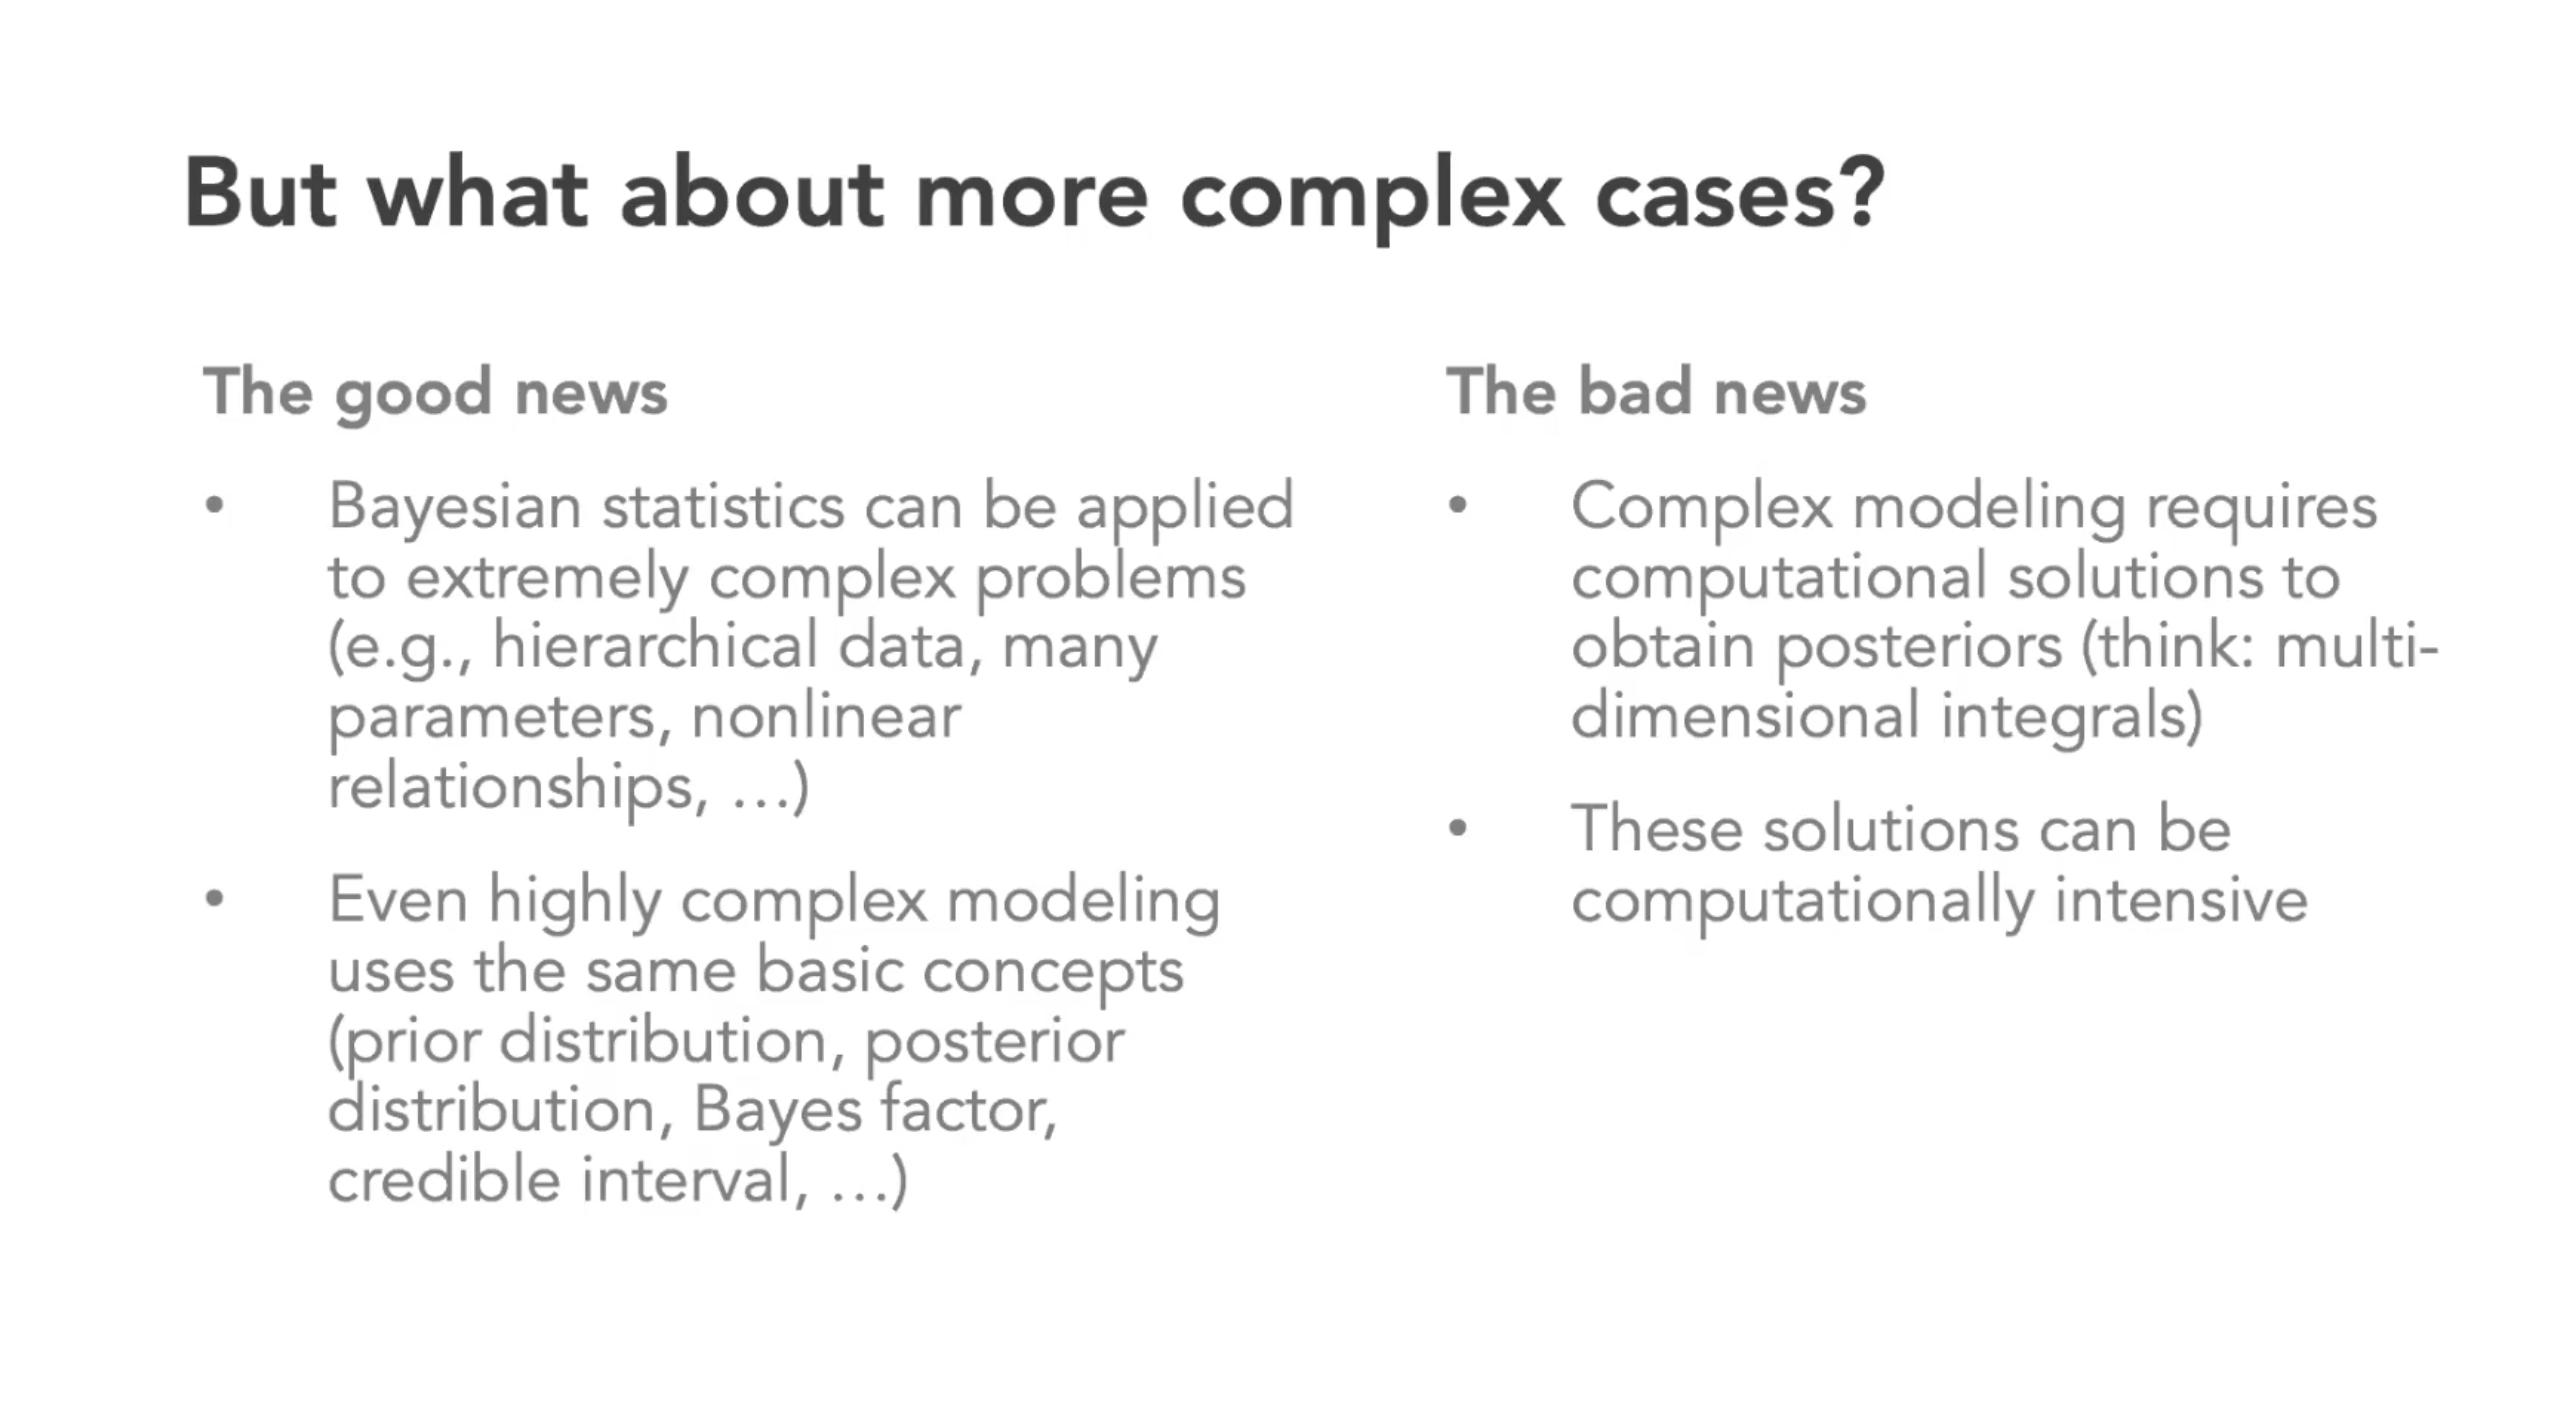 But what about more complex cases?
The good news
• Bayesian statistics can be applied
to extremely complex problems
(e.g., hierarchical data, many
parameters, nonlinear
relationships, …)
• Even highly complex modeling
uses the same basic concepts
(prior distribution, posterior
distribution, Bayes factor,
credible interval, …)
The bad news
• Complex modeling requires
computational solutions to
obtain posteriors (think: multi-
dimensional integrals)
• These solutions can be
computationally intensive